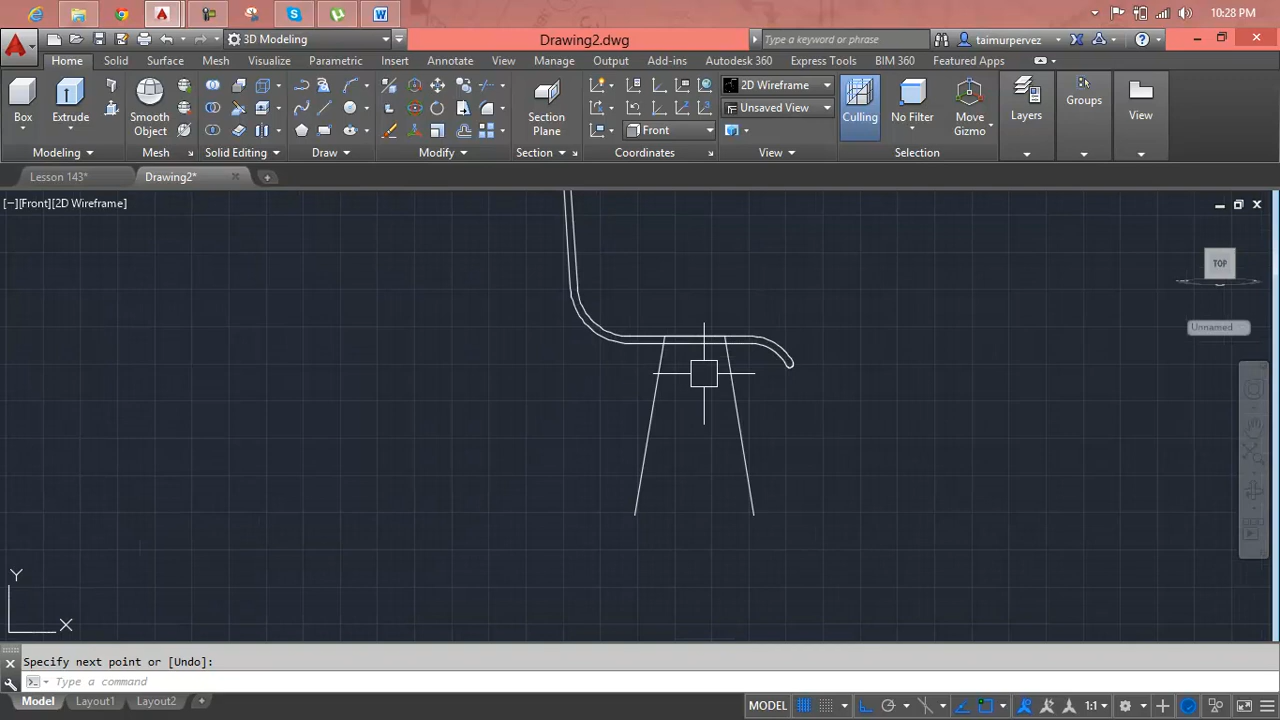 10:28 PM
3D Modeling
Drawing2.dwg
Type a keyword or phrase
taimurpervez
Home Solid Surface Mesh Visualize Parametric Insert Annotate View Manage Output Add-ins Autodesk 360 Express Tools BIM 360 Featured Apps
Box
Extrude
Smooth
Object
Section
Plane
Front
2D Wireframe
Unsaved View
Culling
No Filter
Move
Gizmo
Layers
Groups
View
Modeling
Mesh
Solid Editing
Draw
Modify
Section
Coordinates
View
Selection
Lesson 143*
Drawing2*
[−][Front][2D Wireframe]
TOP
Unnamed
Y
X
Specify next point or [Undo]:
Type a command
Model Layout1 Layout2
MODEL
1:1